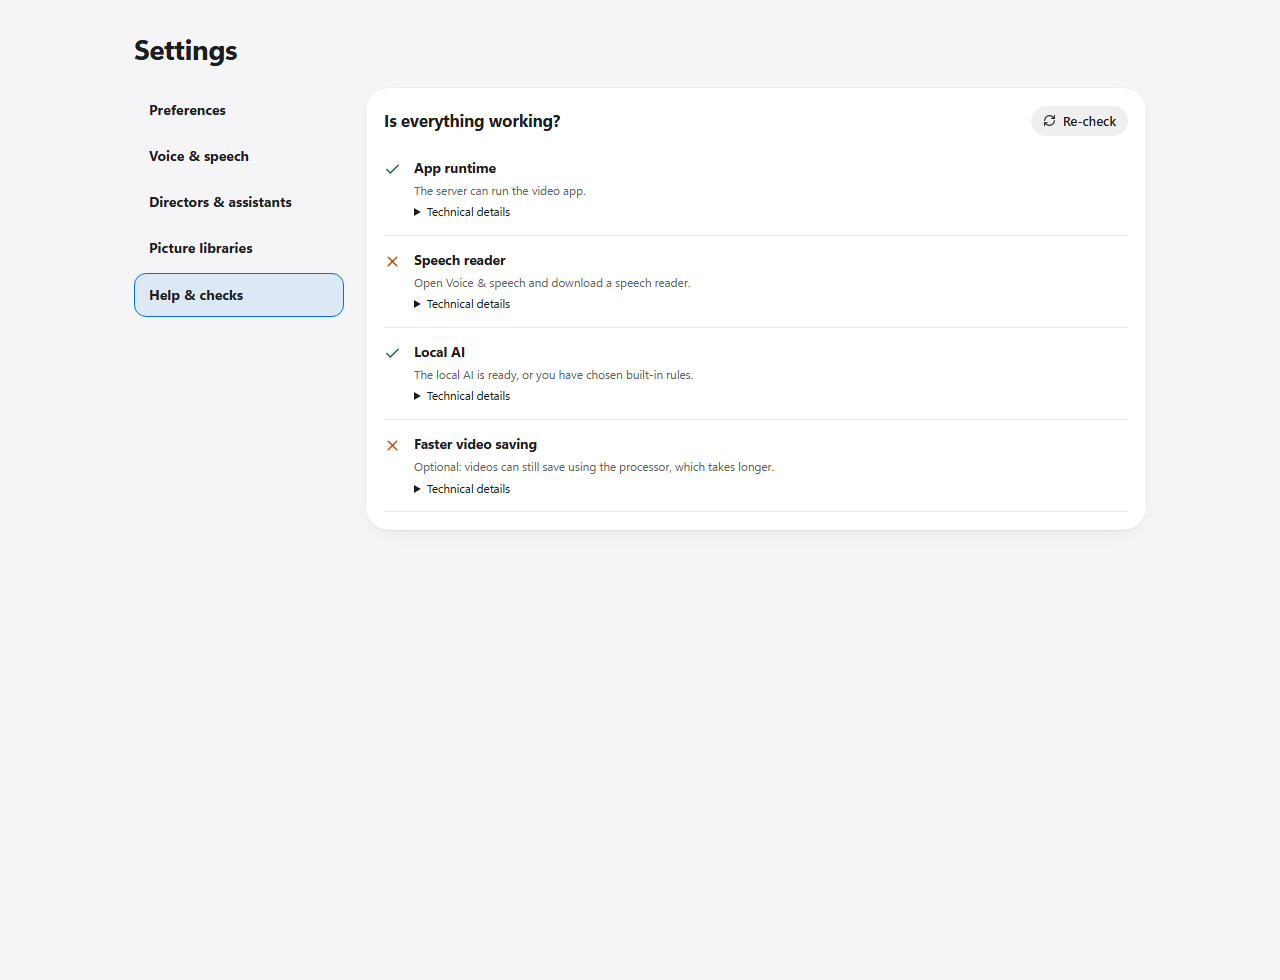 Settings
Preferences
Voice & speech
Directors & assistants
Picture libraries
Help & checks
Is everything working?
Re-check
App runtime
The server can run the video app.
Technical details
Speech reader
Open Voice & speech and download a speech reader.
Technical details
Local AI
The local AI is ready, or you have chosen built-in rules.
Technical details
Faster video saving
Optional: videos can still save using the processor, which takes longer.
Technical details